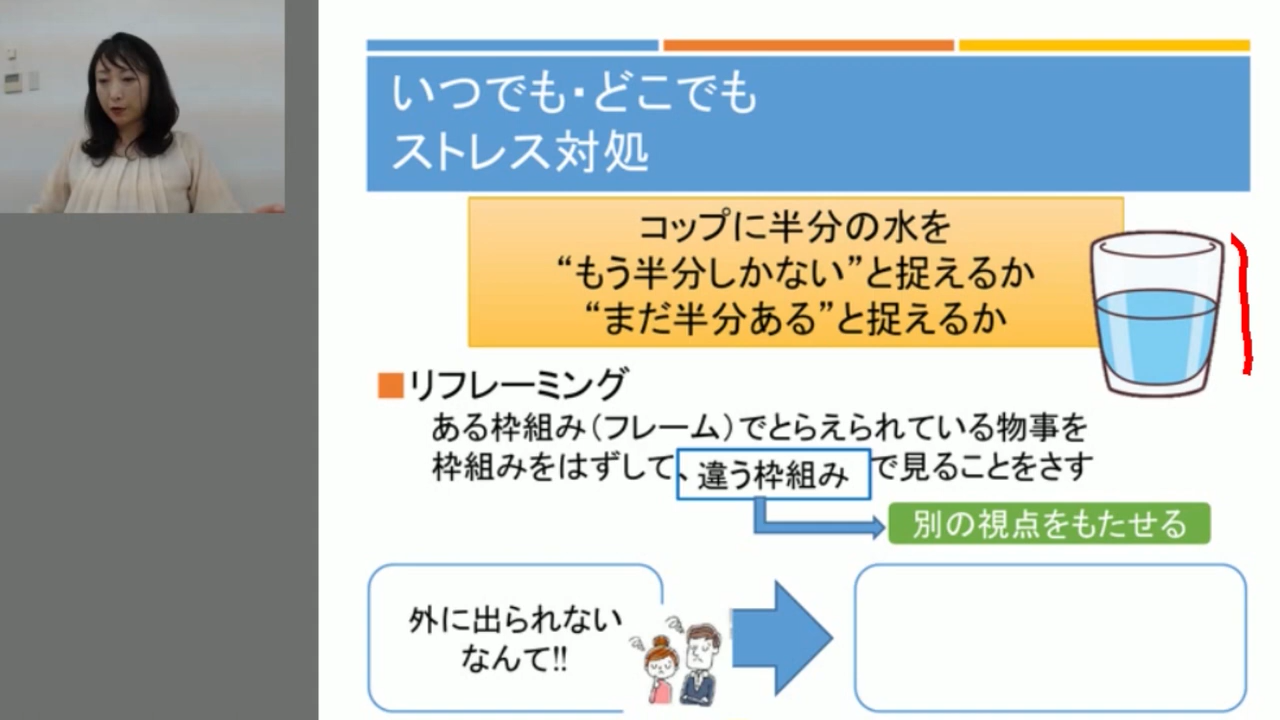 いつでも・どこでも
ストレス対処
コップに半分の水を
“もう半分しかない”と捉えるか
“まだ半分ある”と捉えるか
■リフレーミング
ある枠組み（フレーム）でとらえられている物事を
枠組みをはずして、違う枠組みで見ることをさす
別の視点をもたせる
外に出られない
なんて!!